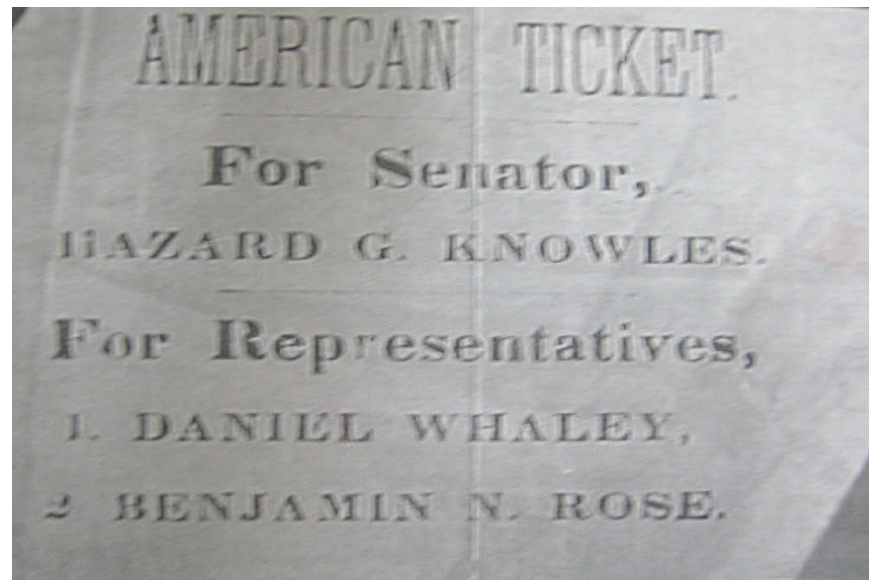 AMERICAN TICKET.
For Senator,
HAZARD G. KNOWLES.
For Representatives,
1. DANIEL WHALEY,
2 BENJAMIN N. ROSE.